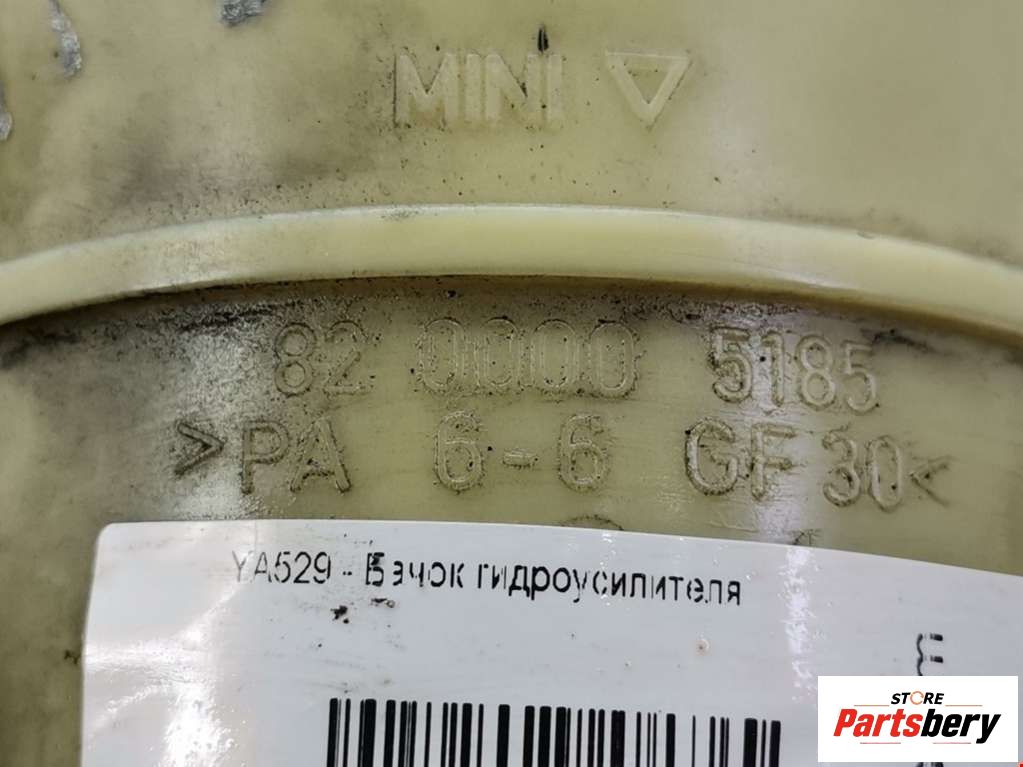 MINI
82 0000 5185
>PA 6-6 GF 30<
YA529 - Бачок гидроусилителя
STORE
Partsbery